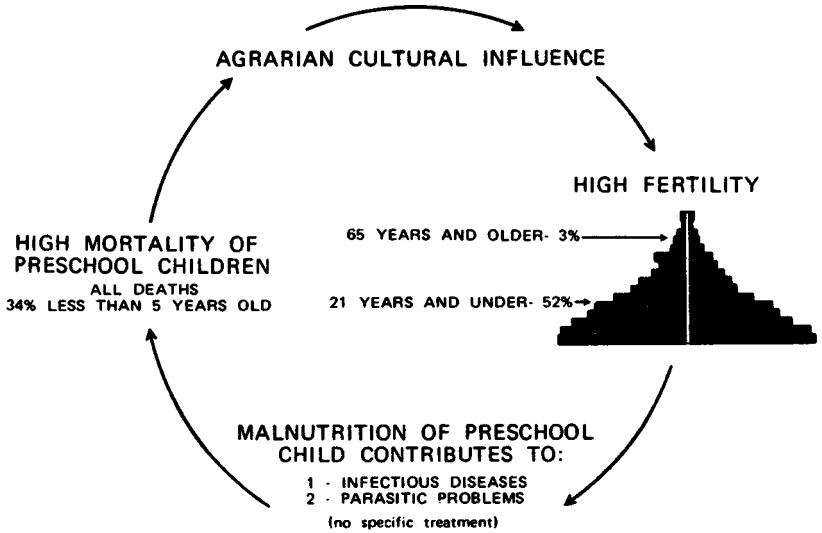 AGRARIAN CULTURAL INFLUENCE
HIGH FERTILITY
65 YEARS AND OLDER- 3%
21 YEARS AND UNDER- 52%
MALNUTRITION OF PRESCHOOL
CHILD CONTRIBUTES TO:
1 - INFECTIOUS DISEASES
2 - PARASITIC PROBLEMS
(no specific treatment)
HIGH MORTALITY OF
PRESCHOOL CHILDREN
ALL DEATHS
34% LESS THAN 5 YEARS OLD